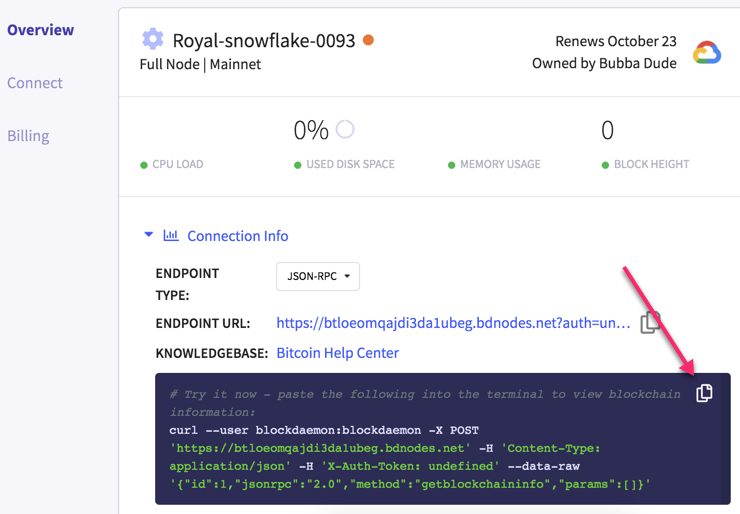 Overview
Connect
Billing
Royal-snowflake-0093
Full Node | Mainnet
Renews October 23
Owned by Bubba Dude
0%
0
CPU LOAD
USED DISK SPACE
MEMORY USAGE
BLOCK HEIGHT
Connection Info
ENDPOINT
TYPE:
JSON-RPC
ENDPOINT URL:
https://btloeomqajdi3da1ubeg.bdnodes.net?auth=un...
KNOWLEDGEBASE:
Bitcoin Help Center
# Try it now - paste the following into the terminal to view blockchain
information:
curl --user blockdaemon:blockdaemon -X POST
'https://btloeomqajdi3da1ubeg.bdnodes.net' -H 'Content-Type:
application/json' -H 'X-Auth-Token: undefined' --data-raw
'{"id":1,"jsonrpc":"2.0","method":"getblockchaininfo","params":[]}'